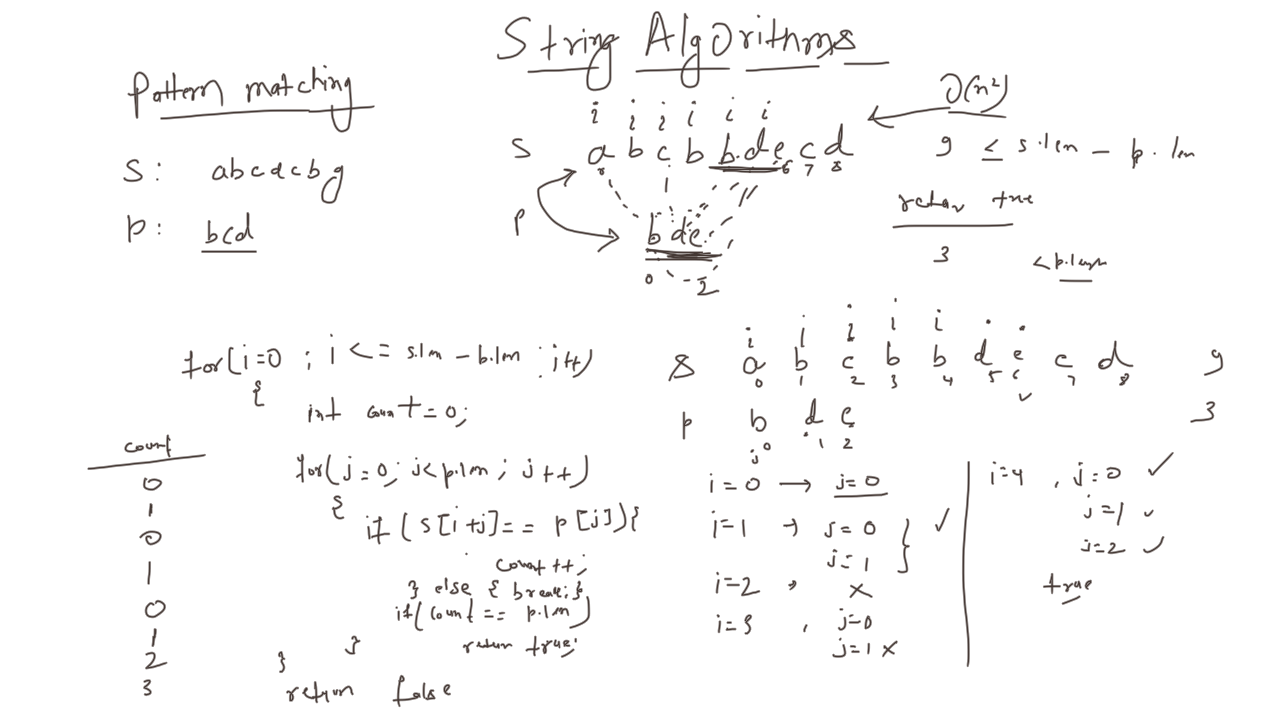 String Algorithms
Pattern matching
O(n²)
i i i i i i
S a b c b b d e c d
9 <= s.len - p.len
0 6 7 8
S: abcdcbg
return true
P: bcd
P b d e
3 < p.length
0 2
i i i i i
for(i=0 ; i <= s.len - p.len ; i++)
S a b c b b d e c d 9
0 1 2 3 4 5 6 7 8
{
int count = 0;
P b d e 3
j 0 1 2
count
0
1
0
1
0
1
2
3
for(j=0; j<p.len; j++)
{
if ( s[i+j] == p[j]){
count++;
} else { break; }
if( count == p.len )
return true;
}
}
return false
i=0 → j=0
i=1 → j=0
j=1
i=2 , x
i=3 , j=0
j=1 x
i=4 , j=0 ✓
j=1 ✓
j=2 ✓
true